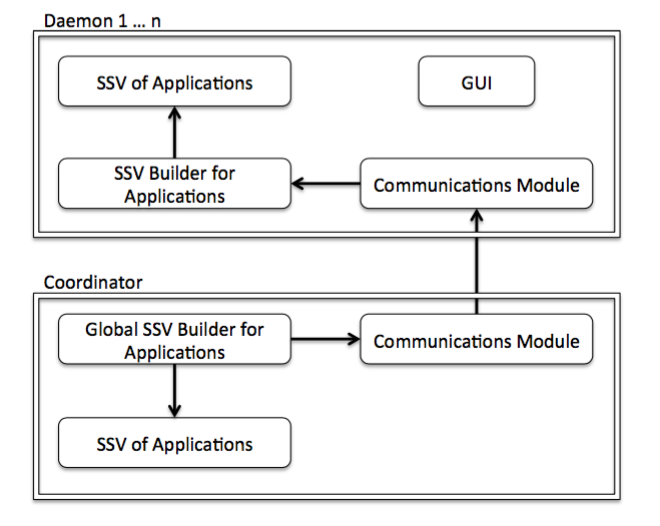 Daemon 1 ... n
SSV of Applications
GUI
SSV Builder for
Applications
Communications Module
Coordinator
Global SSV Builder for
Applications
Communications Module
SSV of Applications